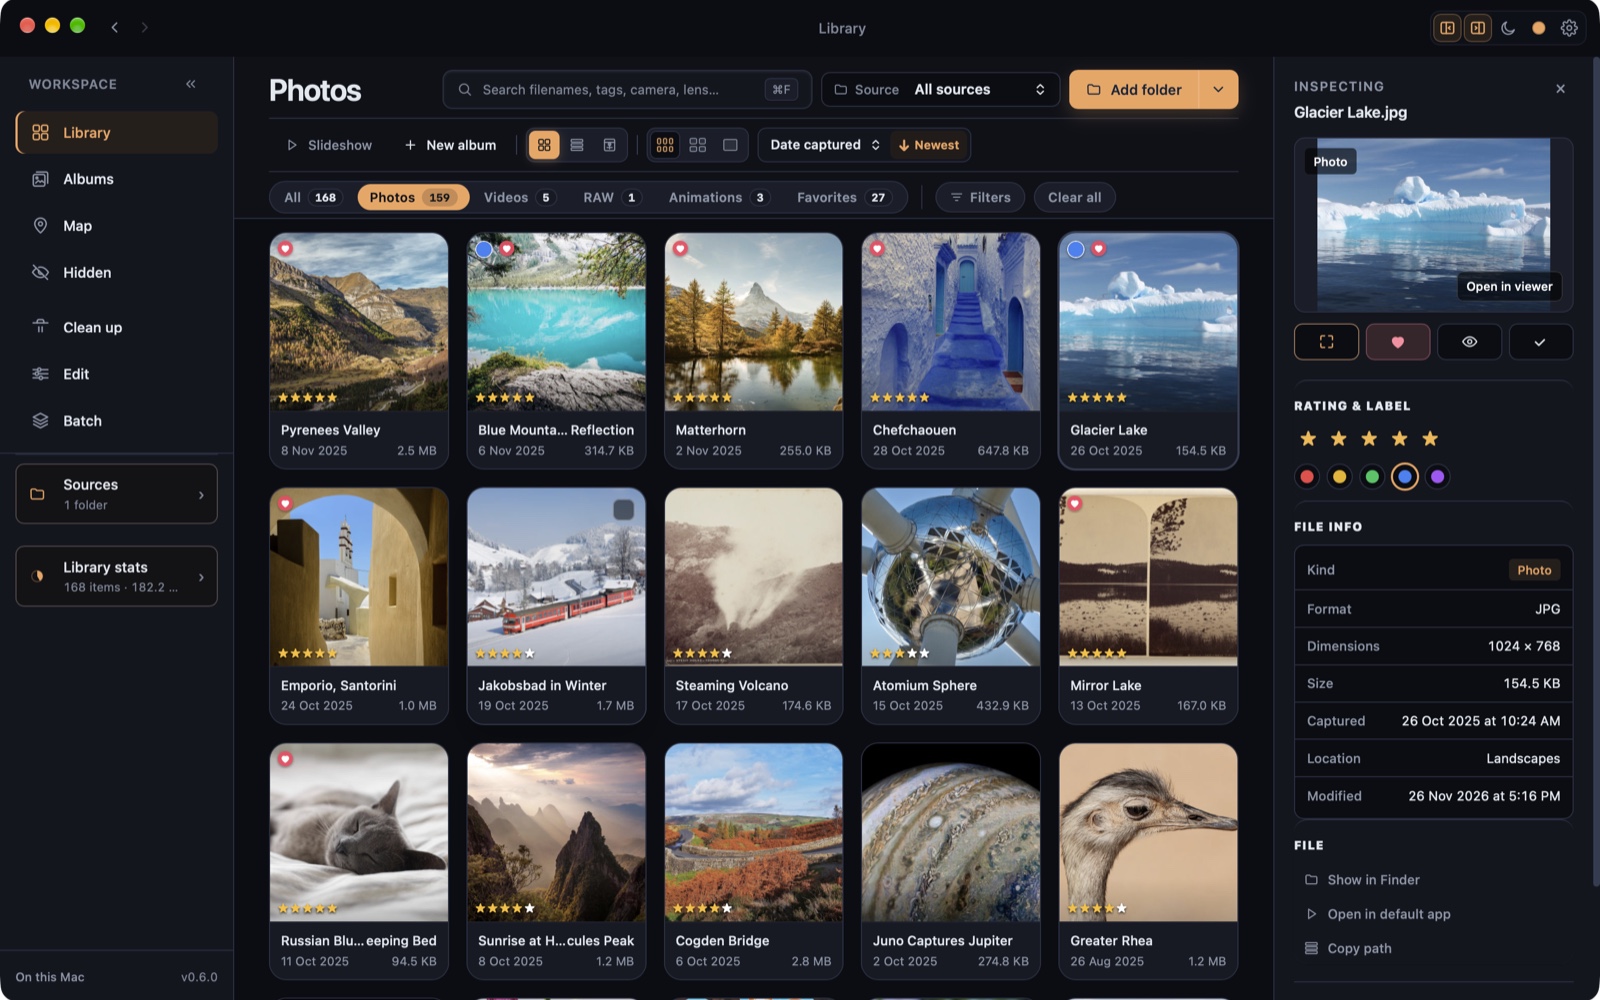 Library
WORKSPACE
Library
Albums
Map
Hidden
Clean up
Edit
Batch
Sources
1 folder
Library stats
168 items · 182.2 ...
On this Mac
v0.6.0
Photos
Search filenames, tags, camera, lens...
⌘F
Source All sources
Add folder
Slideshow
New album
Date captured
Newest
All 168
Photos 159
Videos 5
RAW 1
Animations 3
Favorites 27
Filters
Clear all
Pyrenees Valley
8 Nov 2025 2.5 MB
Blue Mounta... Reflection
6 Nov 2025 314.7 KB
Matterhorn
2 Nov 2025 255.0 KB
Chefchaouen
28 Oct 2025 647.8 KB
Glacier Lake
26 Oct 2025 154.5 KB
Emporio, Santorini
24 Oct 2025 1.0 MB
Jakobsbad in Winter
19 Oct 2025 1.7 MB
Steaming Volcano
17 Oct 2025 174.6 KB
Atomium Sphere
15 Oct 2025 432.9 KB
Mirror Lake
13 Oct 2025 167.0 KB
Russian Blu...eeping Bed
11 Oct 2025 94.5 KB
Sunrise at H...cules Peak
8 Oct 2025 1.2 MB
Cogden Bridge
6 Oct 2025 2.8 MB
Juno Captures Jupiter
2 Oct 2025 274.8 KB
Greater Rhea
26 Aug 2025 1.2 MB
INSPECTING
Glacier Lake.jpg
Photo
Open in viewer
RATING & LABEL
FILE INFO
Kind Photo
Format JPG
Dimensions 1024 × 768
Size 154.5 KB
Captured 26 Oct 2025 at 10:24 AM
Location Landscapes
Modified 26 Nov 2026 at 5:16 PM
FILE
Show in Finder
Open in default app
Copy path